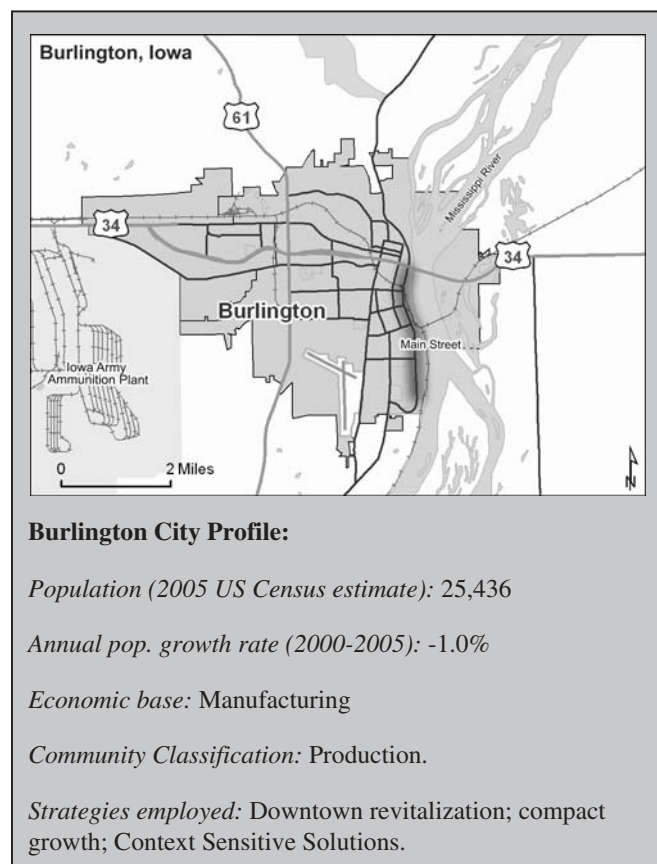 Burlington, Iowa
61
Mississippi River
34
34
Burlington
Main Street
Iowa Army
Ammunition Plant
0 2 Miles
N
Burlington City Profile:
Population (2005 US Census estimate): 25,436
Annual pop. growth rate (2000-2005): -1.0%
Economic base: Manufacturing
Community Classification: Production.
Strategies employed: Downtown revitalization; compact
growth; Context Sensitive Solutions.